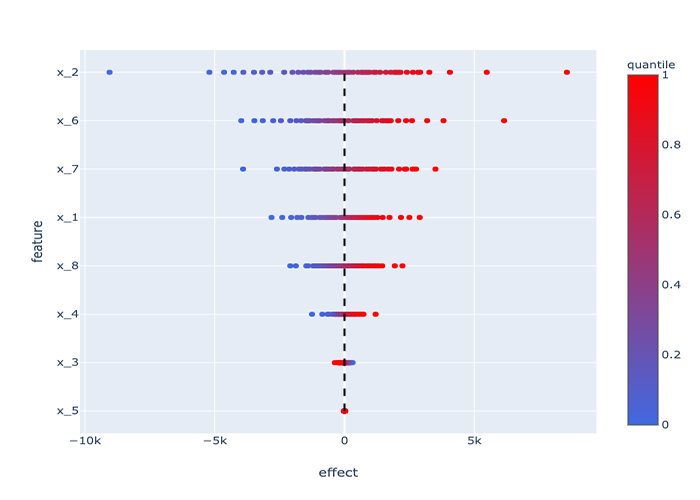 quantile
x_2
x_6
x_7
x_1
x_8
x_4
x_3
x_5
feature
−10k
−5k
0
5k
effect
1
0.8
0.6
0.4
0.2
0